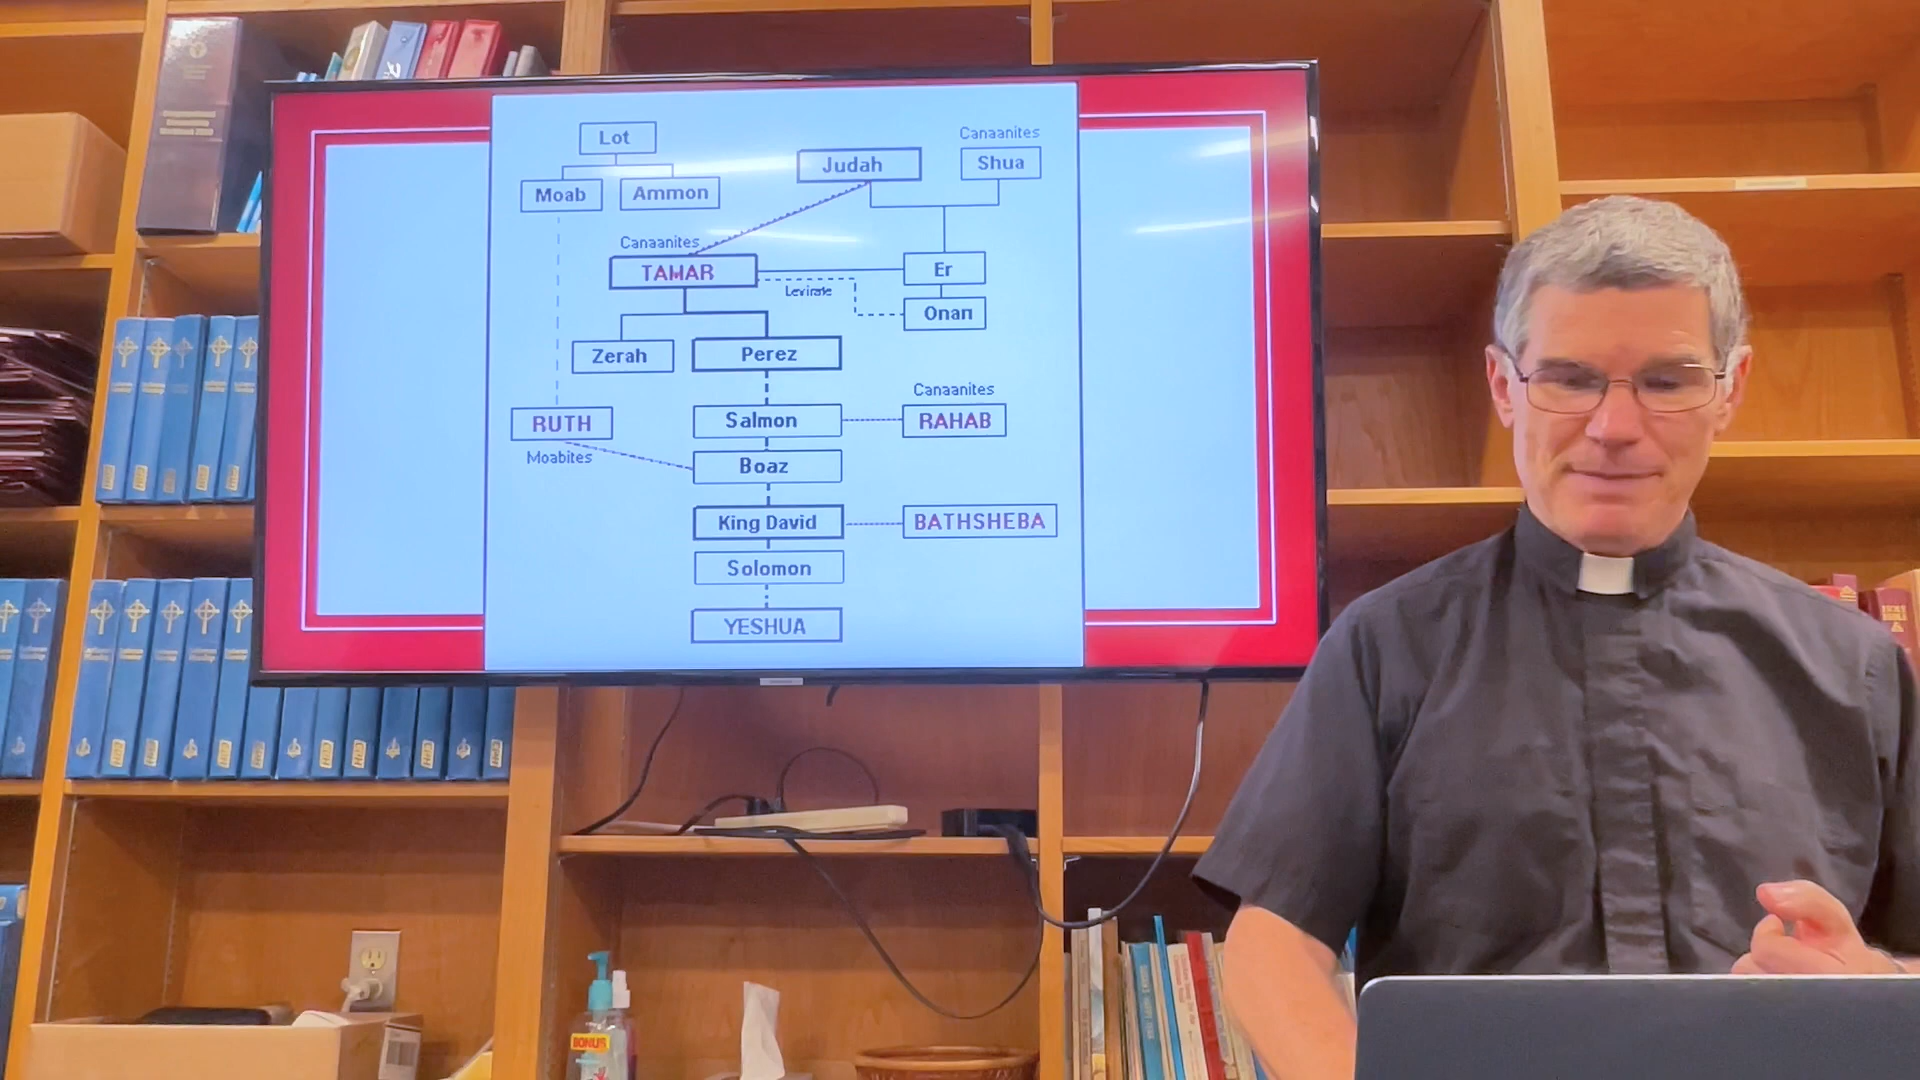 Lot
Canaanites
Judah
Shua
Moab
Ammon
Canaanites
TAMAR
Er
Levirate
Onan
Zerah
Perez
Canaanites
RUTH
Salmon
RAHAB
Moabites
Boaz
King David
BATHSHEBA
Solomon
YESHUA
BONUS